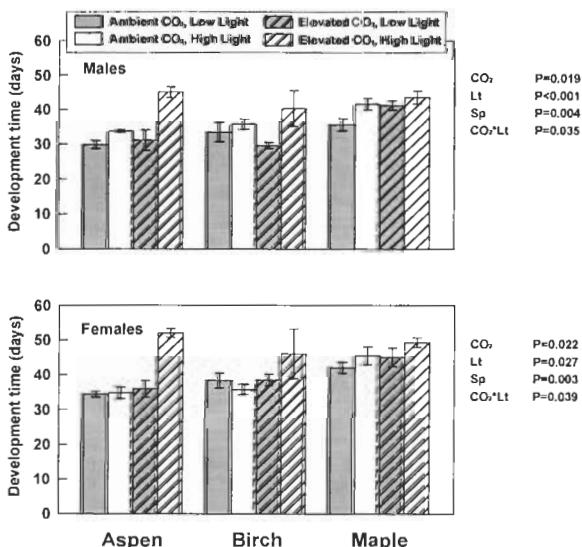 Ambient CO₂, Low Light Elevated CO₂, Low Light
Ambient CO₂, High Light Elevated CO₂, High Light
Development time (days)
60
50
40
30
20
10
0
Males
CO₂ P=0.019
Lt P<0.001
Sp P=0.004
CO₂*Lt P=0.035
Development time (days)
60
50
40
30
20
10
0
Females
CO₂ P=0.022
Lt P=0.027
Sp P=0.003
CO₂*Lt P=0.039
Aspen Birch Maple